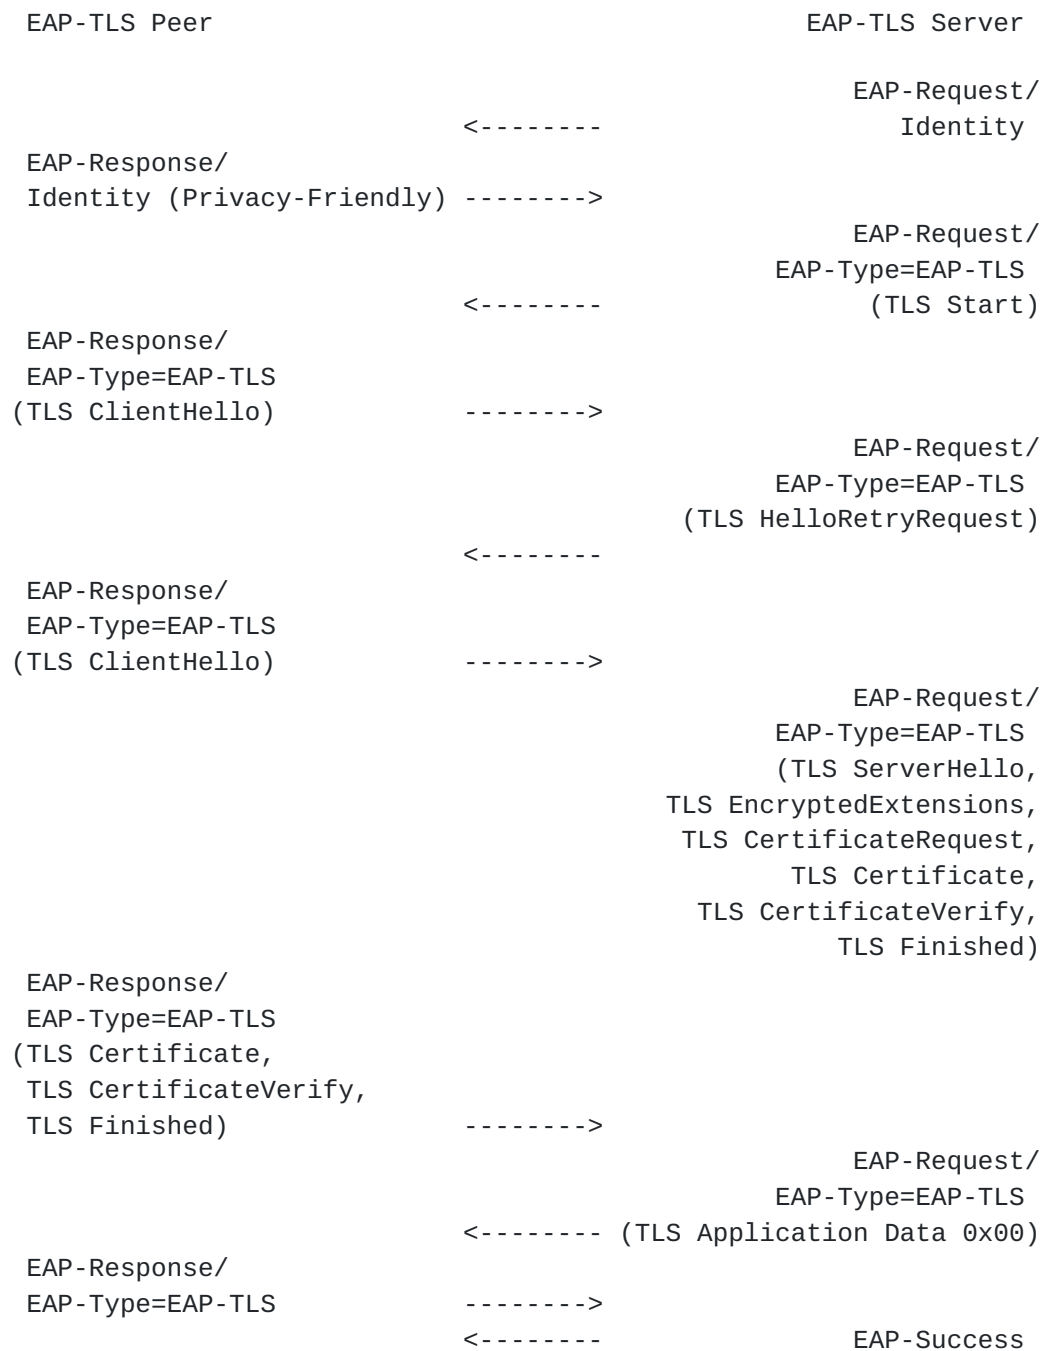 EAP-TLS Peer                                      EAP-TLS Server
EAP-Request/
<--------                   Identity
EAP-Response/
Identity (Privacy-Friendly) -------->
EAP-Request/
EAP-Type=EAP-TLS
<--------                 (TLS Start)
EAP-Response/
EAP-Type=EAP-TLS
(TLS ClientHello)            -------->
EAP-Request/
EAP-Type=EAP-TLS
(TLS HelloRetryRequest)
<--------
EAP-Response/
EAP-Type=EAP-TLS
(TLS ClientHello)            -------->
EAP-Request/
EAP-Type=EAP-TLS
(TLS ServerHello,
TLS EncryptedExtensions,
TLS CertificateRequest,
TLS Certificate,
TLS CertificateVerify,
TLS Finished)
EAP-Response/
EAP-Type=EAP-TLS
(TLS Certificate,
TLS CertificateVerify,
TLS Finished)               -------->
EAP-Request/
EAP-Type=EAP-TLS
<-------- (TLS Application Data 0x00)
EAP-Response/
EAP-Type=EAP-TLS            -------->
<--------                EAP-Success